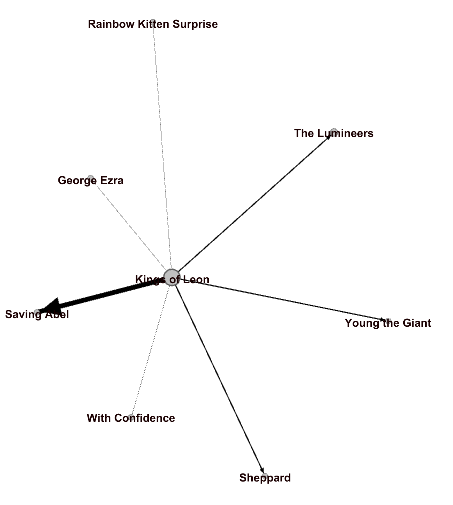 Rainbow Kitten Surprise
The Lumineers
George Ezra
Kings of Leon
Saving Abel
Young the Giant
With Confidence
Sheppard